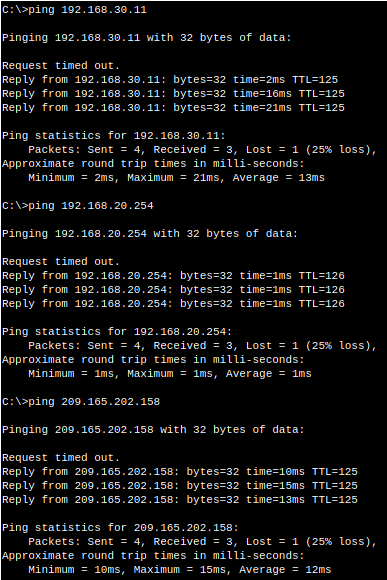 C:\>ping 192.168.30.11
Pinging 192.168.30.11 with 32 bytes of data:
Request timed out.
Reply from 192.168.30.11: bytes=32 time=2ms TTL=125
Reply from 192.168.30.11: bytes=32 time=16ms TTL=125
Reply from 192.168.30.11: bytes=32 time=21ms TTL=125
Ping statistics for 192.168.30.11:
    Packets: Sent = 4, Received = 3, Lost = 1 (25% loss),
Approximate round trip times in milli-seconds:
    Minimum = 2ms, Maximum = 21ms, Average = 13ms
C:\>ping 192.168.20.254
Pinging 192.168.20.254 with 32 bytes of data:
Request timed out.
Reply from 192.168.20.254: bytes=32 time=1ms TTL=126
Reply from 192.168.20.254: bytes=32 time=1ms TTL=126
Reply from 192.168.20.254: bytes=32 time=1ms TTL=126
Ping statistics for 192.168.20.254:
    Packets: Sent = 4, Received = 3, Lost = 1 (25% loss),
Approximate round trip times in milli-seconds:
    Minimum = 1ms, Maximum = 1ms, Average = 1ms
C:\>ping 209.165.202.158
Pinging 209.165.202.158 with 32 bytes of data:
Request timed out.
Reply from 209.165.202.158: bytes=32 time=10ms TTL=125
Reply from 209.165.202.158: bytes=32 time=15ms TTL=125
Reply from 209.165.202.158: bytes=32 time=13ms TTL=125
Ping statistics for 209.165.202.158:
    Packets: Sent = 4, Received = 3, Lost = 1 (25% loss),
Approximate round trip times in milli-seconds:
    Minimum = 10ms, Maximum = 15ms, Average = 12ms